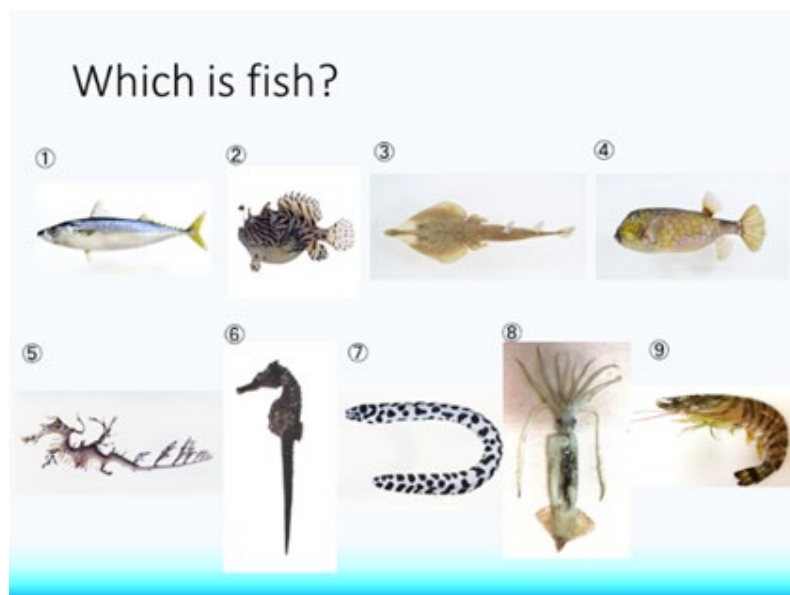 Which is fish?
① ② ③ ④
⑤ ⑥ ⑦ ⑧ ⑨